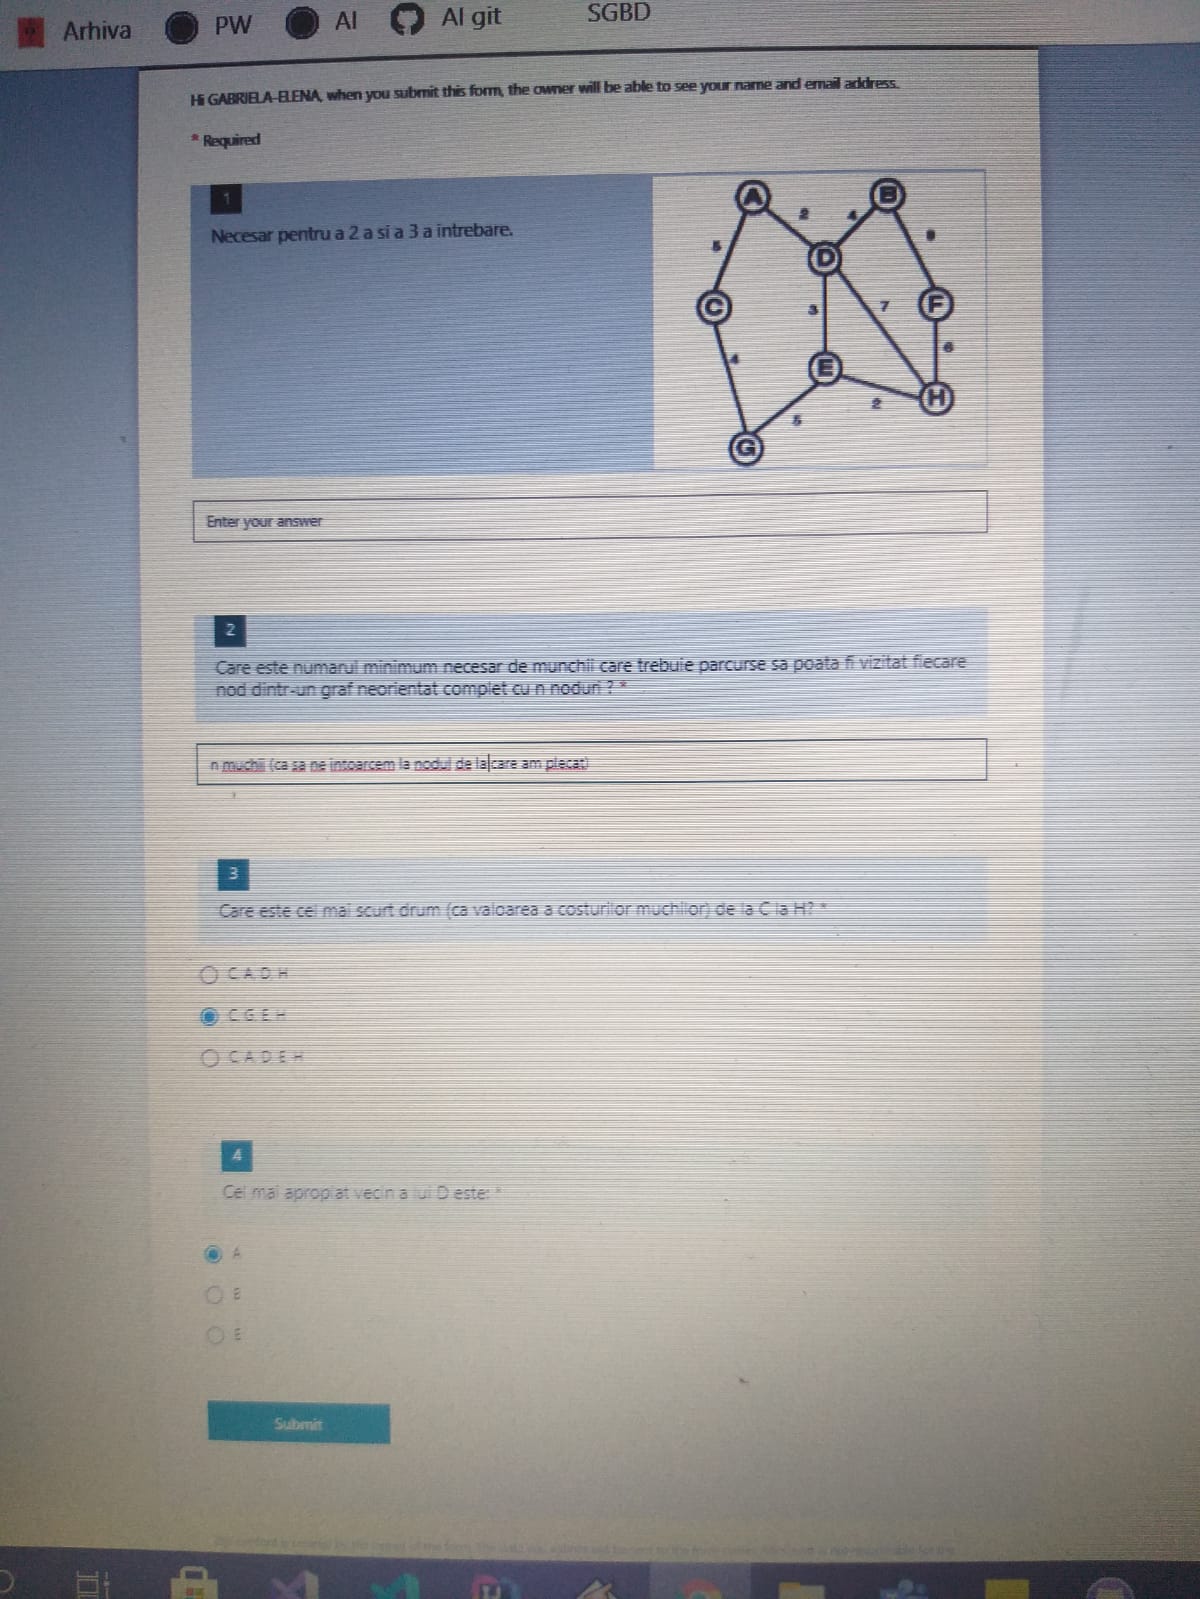 Arhiva PW AI AI git SGBD
Hi GABRIELA-ELENA, when you submit this form, the owner will be able to see your name and email address.
* Required
1
Necesar pentru a 2 a si a 3 a intrebare.
A
B
2
4
5
D
C
3
7
F
6
4
E
2
H
5
G
Enter your answer
2
Care este numarul minimum necesar de munchii care trebuie parcurse sa poata fi vizitat fiecare
nod dintr-un graf neorientat complet cu n noduri ? *
n muchii (ca sa ne intoarcem la nodul de la care am plecat)
3
Care este cel mai scurt drum (ca valoarea a costurilor muchiilor) de la C la H? *
C A D H
C G E H
C A D E H
4
Cel mai apropiat vecin a lui D este: *
A
B
E
Submit